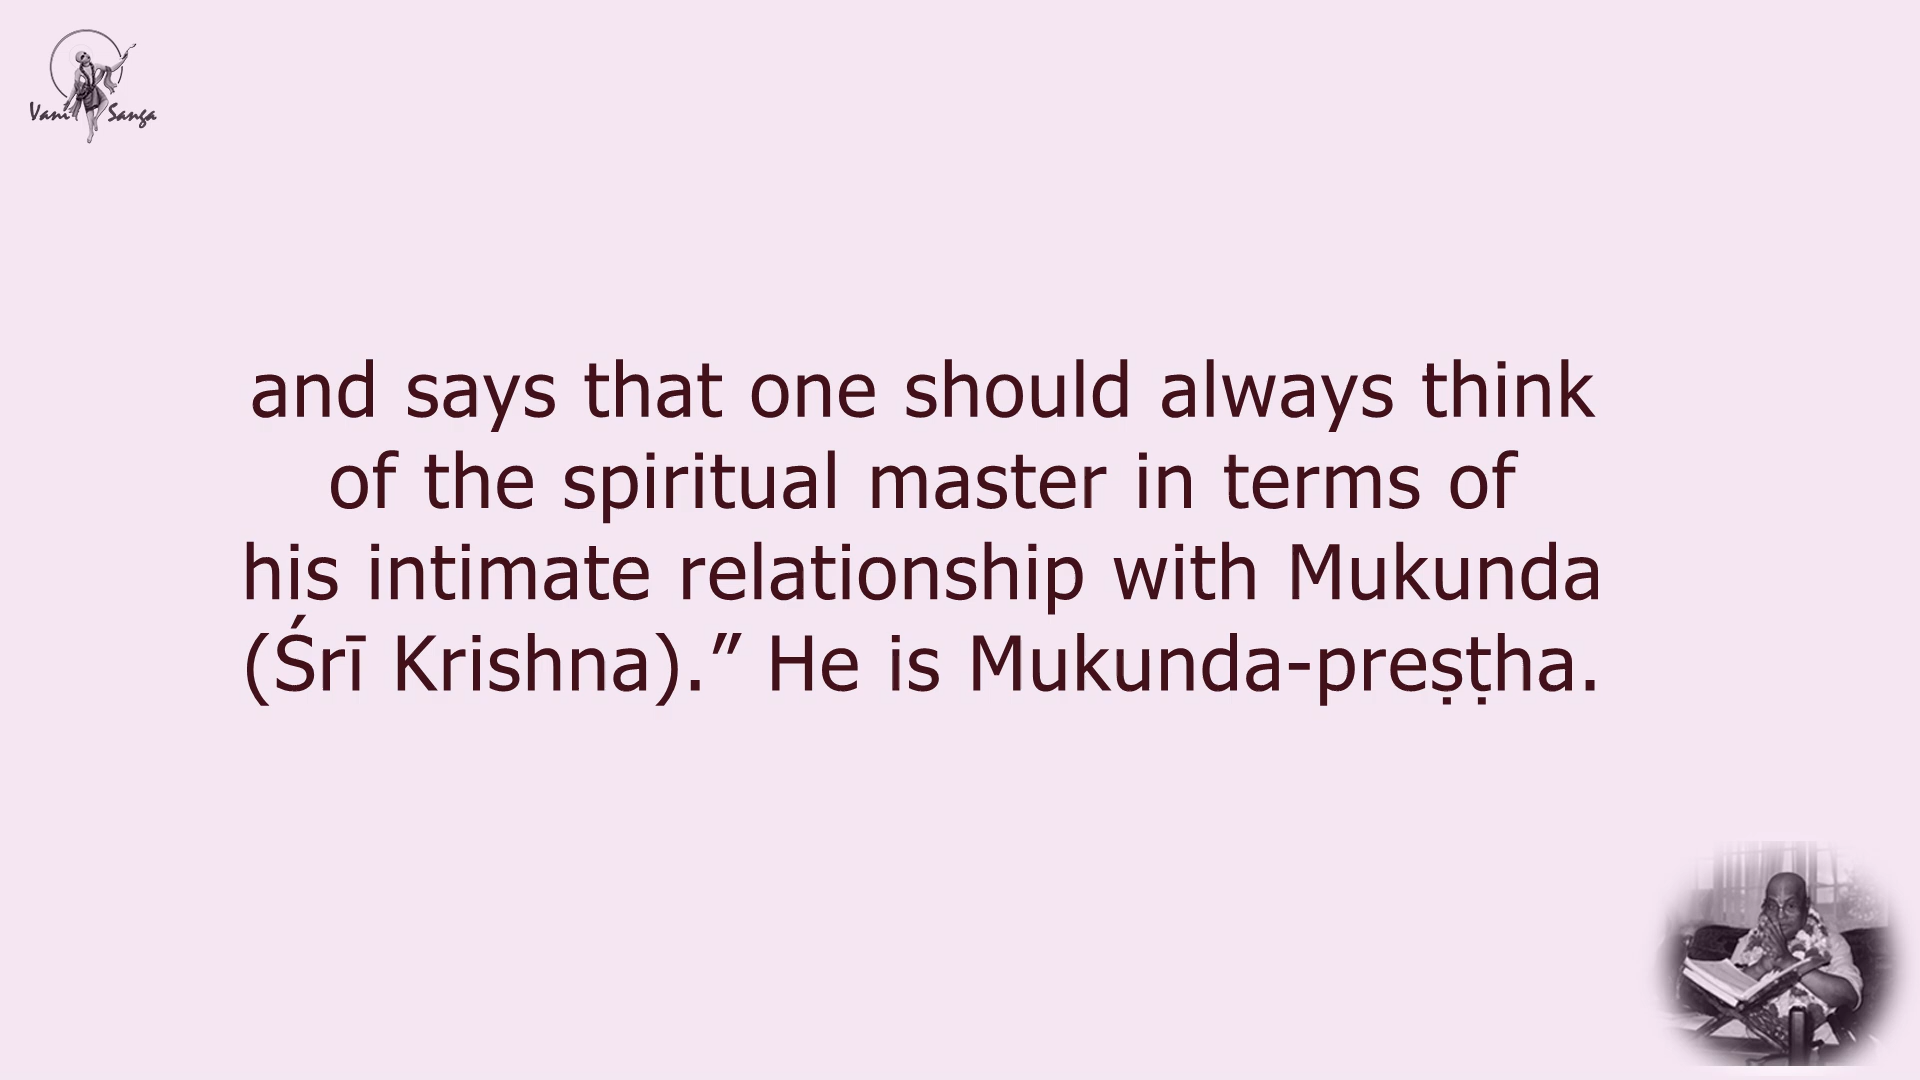 Vani Sanga
and says that one should always think
of the spiritual master in terms of
his intimate relationship with Mukunda
(Śrī Krishna).” He is Mukunda-preṣṭha.